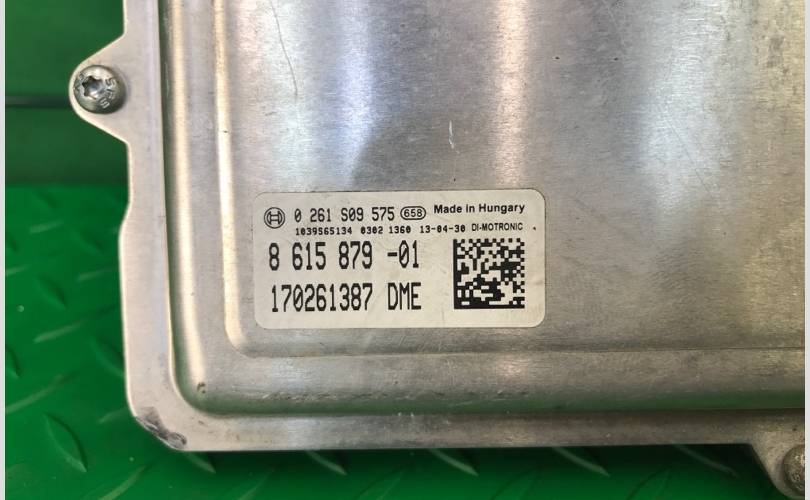 0 261 S09 575 658 Made in Hungary
1039S65134 0302 1360 13-04-30 DI-MOTRONIC
8 615 879 -01
170261387 DME